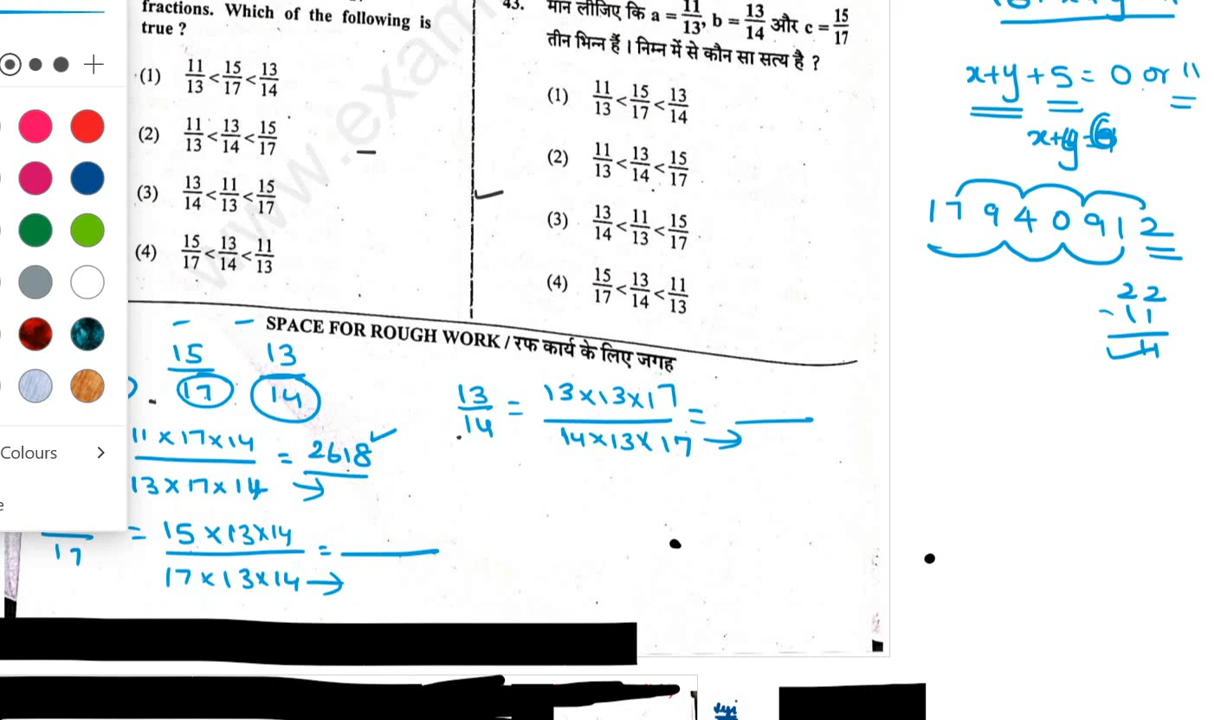 fractions. Which of the following is
true ?
(1) 11/13 < 15/17 < 13/14
(2) 11/13 < 13/14 < 15/17
(3) 13/14 < 11/13 < 15/17
(4) 15/17 < 13/14 < 11/13
43. मान लीजिए कि a = 11/13, b = 13/14 और c = 15/17
तीन भिन्न हैं । निम्न में से कौन सा सत्य है ?
(1) 11/13 < 15/17 < 13/14
(2) 11/13 < 13/14 < 15/17
(3) 13/14 < 11/13 < 15/17
(4) 15/17 < 13/14 < 11/13
SPACE FOR ROUGH WORK / रफ कार्य के लिए जगह
www.exam
15/17 13/14
11 × 17 × 14 / 13 × 17 × 14 = 2618
17 = 15 × 13 × 14 / 17 × 13 × 14 =
13/14 = 13 × 13 × 17 / 14 × 13 × 17 =
x + y + 5 = 0 or 11
x + y =
17940912
22
- 11
11
Colours